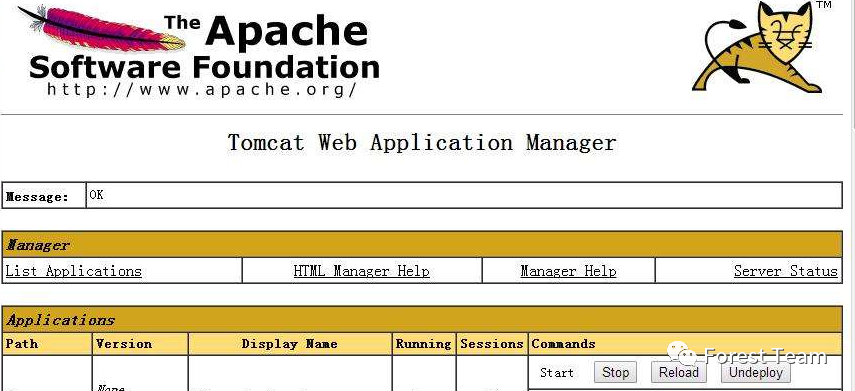 The Apache
Software Foundation
http://www.apache.org/
TM
Tomcat Web Application Manager
Message: OK
Manager
List Applications HTML Manager Help Manager Help Server Status
Applications
Path Version Display Name Running Sessions Commands
Start Stop Reload Undeploy
Forest Team
None